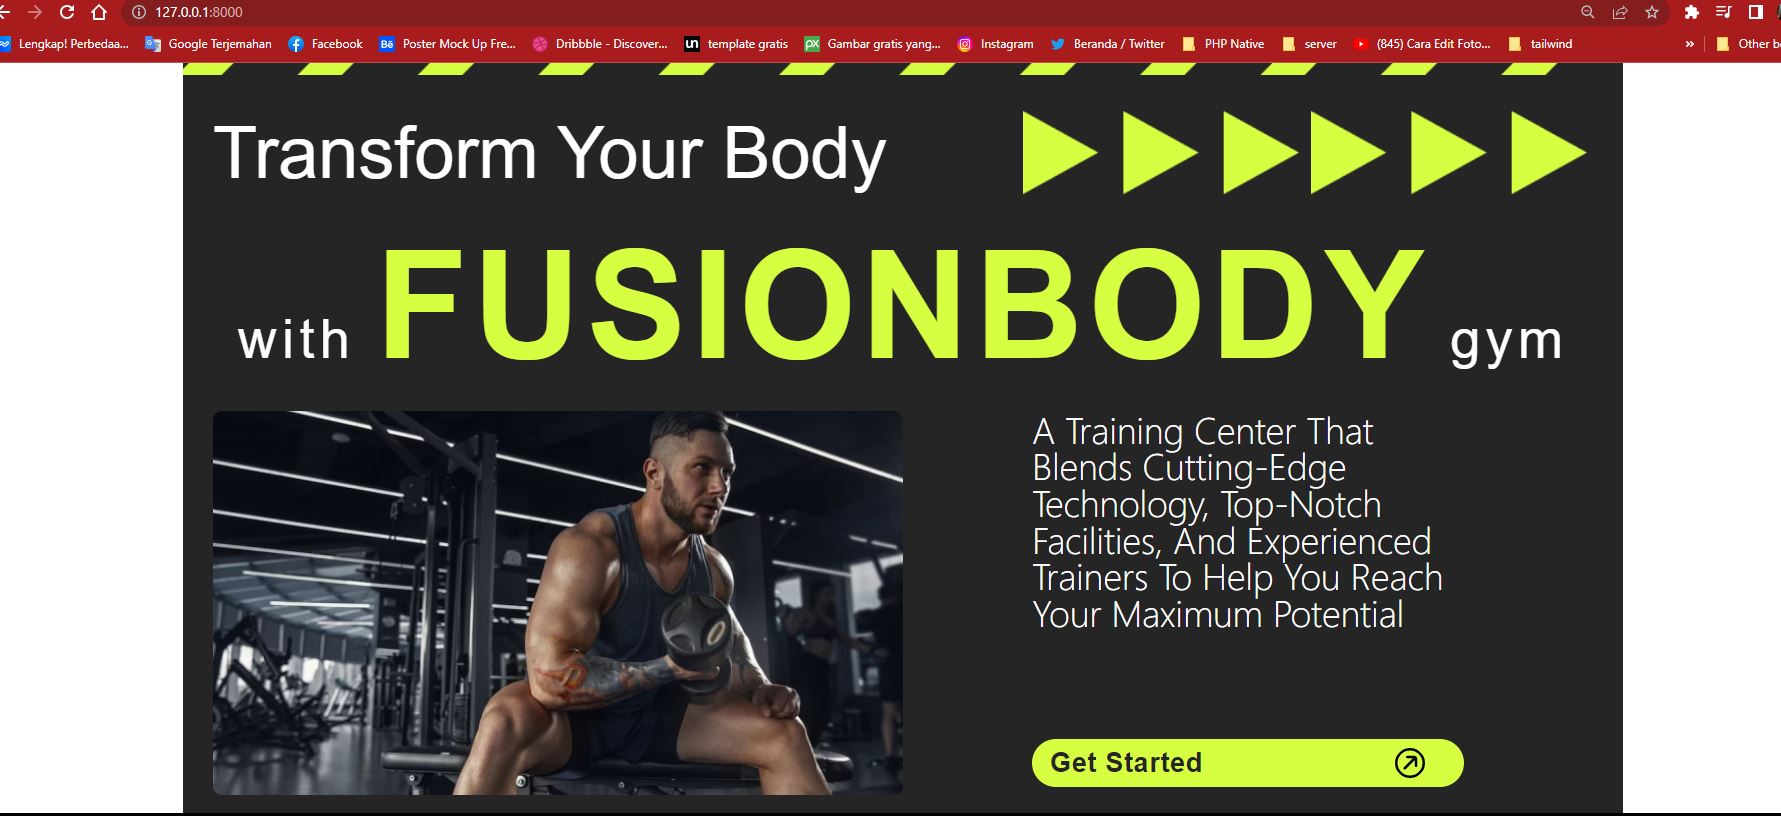 127.0.0.1:8000
Lengkap! Perbedaa... Google Terjemahan Facebook Bē Poster Mock Up Fre... Dribbble - Discover... un template gratis px Gambar gratis yang... Instagram Beranda / Twitter PHP Native server (845) Cara Edit Foto... tailwind » Other b
Transform Your Body
with FUSIONBODY gym
A Training Center That
Blends Cutting-Edge
Technology, Top-Notch
Facilities, And Experienced
Trainers To Help You Reach
Your Maximum Potential
Get Started